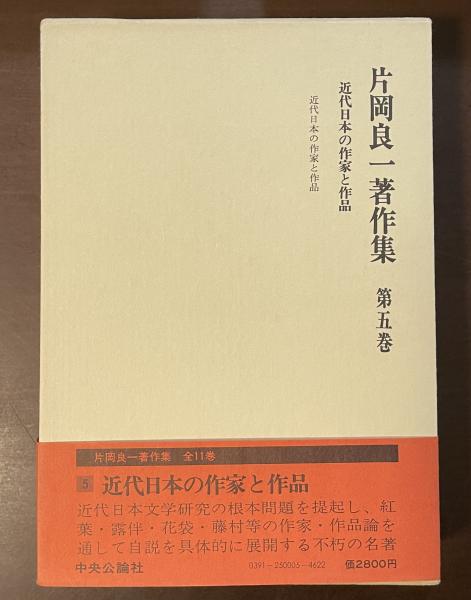 片岡良一著作集 第五巻
近代日本の作家と作品
近代日本の作家と作品
片岡良一著作集 全11巻
5 近代日本の作家と作品
近代日本文学研究の根本問題を提起し、紅
葉・露伴・花袋・藤村等の作家・作品論を
通して自説を具体的に展開する不朽の名著
中央公論社 0391-250005-4622 価2800円